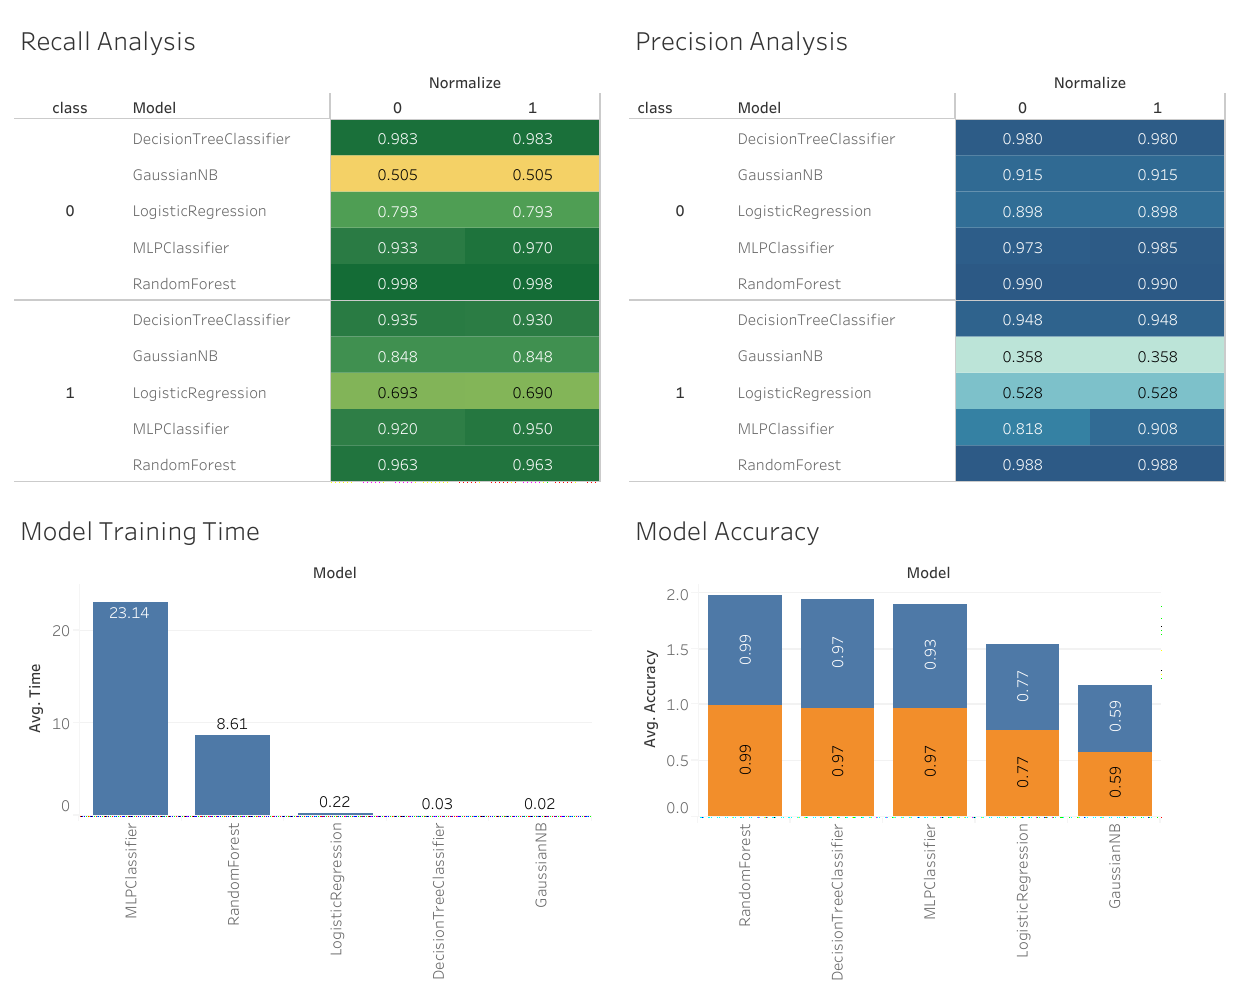 Recall Analysis
Normalize
class Model 0 1
0
DecisionTreeClassifier 0.983 0.983
GaussianNB 0.505 0.505
LogisticRegression 0.793 0.793
MLPClassifier 0.933 0.970
RandomForest 0.998 0.998
1
DecisionTreeClassifier 0.935 0.930
GaussianNB 0.848 0.848
LogisticRegression 0.693 0.690
MLPClassifier 0.920 0.950
RandomForest 0.963 0.963
Precision Analysis
Normalize
class Model 0 1
0
DecisionTreeClassifier 0.980 0.980
GaussianNB 0.915 0.915
LogisticRegression 0.898 0.898
MLPClassifier 0.973 0.985
RandomForest 0.990 0.990
1
DecisionTreeClassifier 0.948 0.948
GaussianNB 0.358 0.358
LogisticRegression 0.528 0.528
MLPClassifier 0.818 0.908
RandomForest 0.988 0.988
Model Training Time
Model
Avg. Time
20
10
0
23.14
8.61
0.22
0.03
0.02
MLPClassifier
RandomForest
LogisticRegression
DecisionTreeClassifier
GaussianNB
Model Accuracy
Model
Avg. Accuracy
2.0
1.5
1.0
0.5
0.0
0.99
0.97
0.93
0.77
0.59
0.99
0.97
0.97
0.77
0.59
RandomForest
DecisionTreeClassifier
MLPClassifier
LogisticRegression
GaussianNB